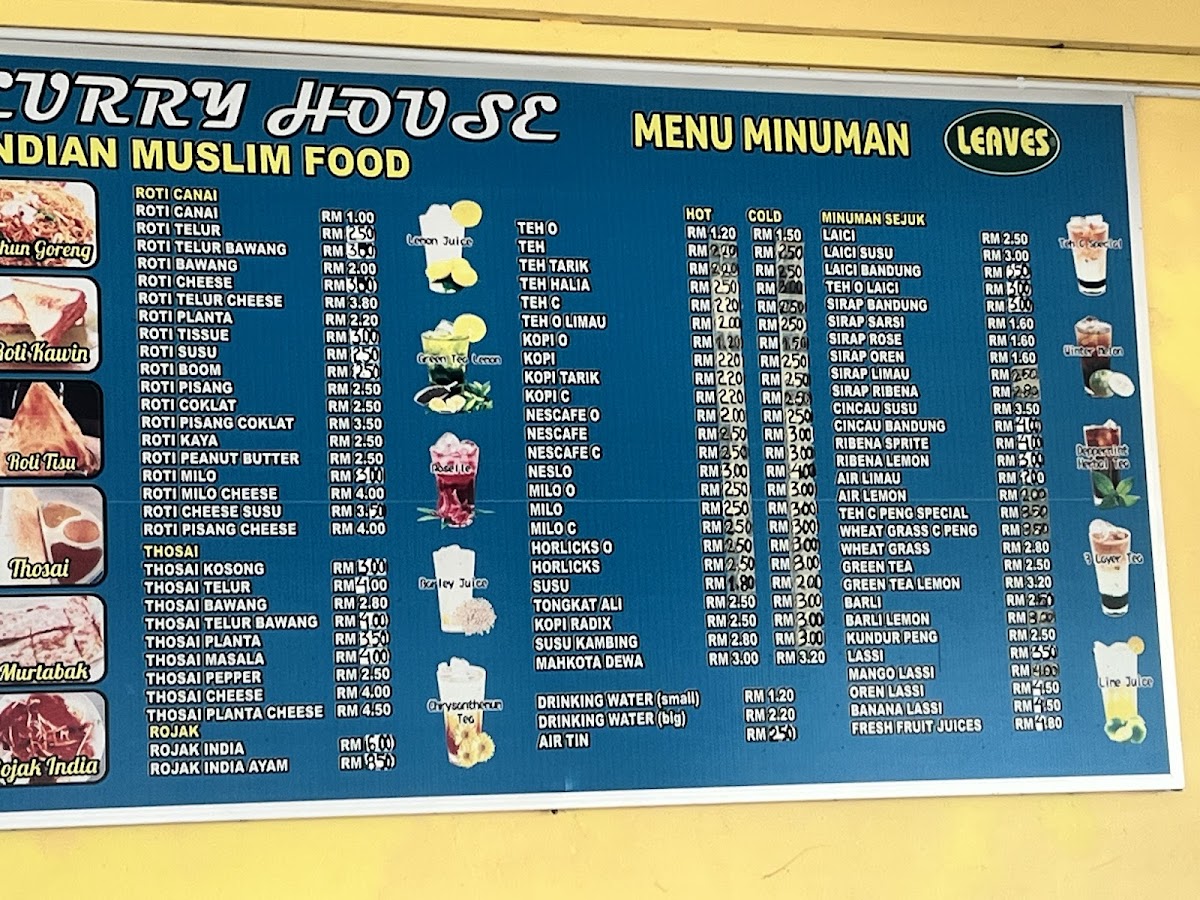 CURRY HOUSE
INDIAN MUSLIM FOOD
MENU MINUMAN
LEAVES
Goreng
Roti Kawin
Roti Tisu
Thosai
Murtabak
Rojak India
ROTI CANAI
ROTI CANAI RM 1.00
ROTI TELUR RM 2.50
ROTI TELUR BAWANG RM 3.00
ROTI BAWANG RM 2.00
ROTI CHEESE RM 3.00
ROTI TELUR CHEESE RM 3.80
ROTI PLANTA RM 2.20
ROTI TISSUE RM 3.00
ROTI SUSU RM 2.50
ROTI BOOM RM 2.50
ROTI PISANG RM 2.50
ROTI COKLAT RM 2.50
ROTI PISANG COKLAT RM 3.50
ROTI KAYA RM 2.50
ROTI PEANUT BUTTER RM 2.50
ROTI MILO RM 3.00
ROTI MILO CHEESE RM 4.00
ROTI CHEESE SUSU RM 3.50
ROTI PISANG CHEESE RM 4.00
THOSAI
THOSAI KOSONG RM 3.00
THOSAI TELUR RM 4.00
THOSAI BAWANG RM 2.80
THOSAI TELUR BAWANG RM 4.00
THOSAI PLANTA RM 3.50
THOSAI MASALA RM 4.00
THOSAI PEPPER RM 2.50
THOSAI CHEESE RM 4.00
THOSAI PLANTA CHEESE RM 4.50
ROJAK
ROJAK INDIA RM 6.00
ROJAK INDIA AYAM RM 8.50
Lemon Juice
Green Tea Lemon
Roselle
Barley Juice
Chrysanthemum
Tea
HOT COLD
TEH O RM 1.20 RM 1.50
TEH RM 2.20 RM 2.50
TEH TARIK RM 2.20 RM 2.50
TEH HALIA RM 2.50 RM 3.00
TEH C RM 2.20 RM 2.50
TEH O LIMAU RM 2.00 RM 2.50
KOPI O RM 1.20 RM 1.50
KOPI RM 2.20 RM 2.50
KOPI TARIK RM 2.20 RM 2.50
KOPI C RM 2.20 RM 2.50
NESCAFE O RM 2.00 RM 2.50
NESCAFE RM 2.50 RM 3.00
NESCAFE C RM 2.50 RM 3.00
NESLO RM 3.00 RM 4.00
MILO O RM 2.50 RM 3.00
MILO RM 2.50 RM 3.00
MILO C RM 2.50 RM 3.00
HORLICKS O RM 2.50 RM 3.00
HORLICKS RM 2.50 RM 3.00
SUSU RM 1.80 RM 2.00
TONGKAT ALI RM 2.50 RM 3.00
KOPI RADIX RM 2.50 RM 3.00
SUSU KAMBING RM 2.80 RM 3.00
MAHKOTA DEWA RM 3.00 RM 3.20
DRINKING WATER (small) RM 1.20
DRINKING WATER (big) RM 2.20
AIR TIN RM 2.50
MINUMAN SEJUK
LAICI RM 2.50
LAICI SUSU RM 3.00
LAICI BANDUNG RM
TEH O LAICI RM 3.00
SIRAP BANDUNG RM 3.00
SIRAP SARSI RM 1.60
SIRAP ROSE RM 1.60
SIRAP OREN RM 1.60
SIRAP LIMAU RM 2.50
SIRAP RIBENA RM 2.80
CINCAU SUSU RM 3.50
CINCAU BANDUNG RM 4.00
RIBENA SPRITE RM 4.00
RIBENA LEMON RM 3.00
AIR LIMAU RM
AIR LEMON RM 2.00
TEH C PENG SPECIAL RM 3.50
WHEAT GRASS C PENG RM 3.50
WHEAT GRASS RM 2.80
GREEN TEA RM 2.50
GREEN TEA LEMON RM 3.20
BARLI RM 2.50
BARLI LEMON RM 3.00
KUNDUR PENG RM 2.50
LASSI RM 3.50
MANGO LASSI RM 4.00
OREN LASSI RM 4.50
BANANA LASSI RM 4.50
FRESH FRUIT JUICES RM 4.80
Teh C Special
Winter Melon
Peppermint
Herbal Tea
3 Layer Tea
Lime Juice